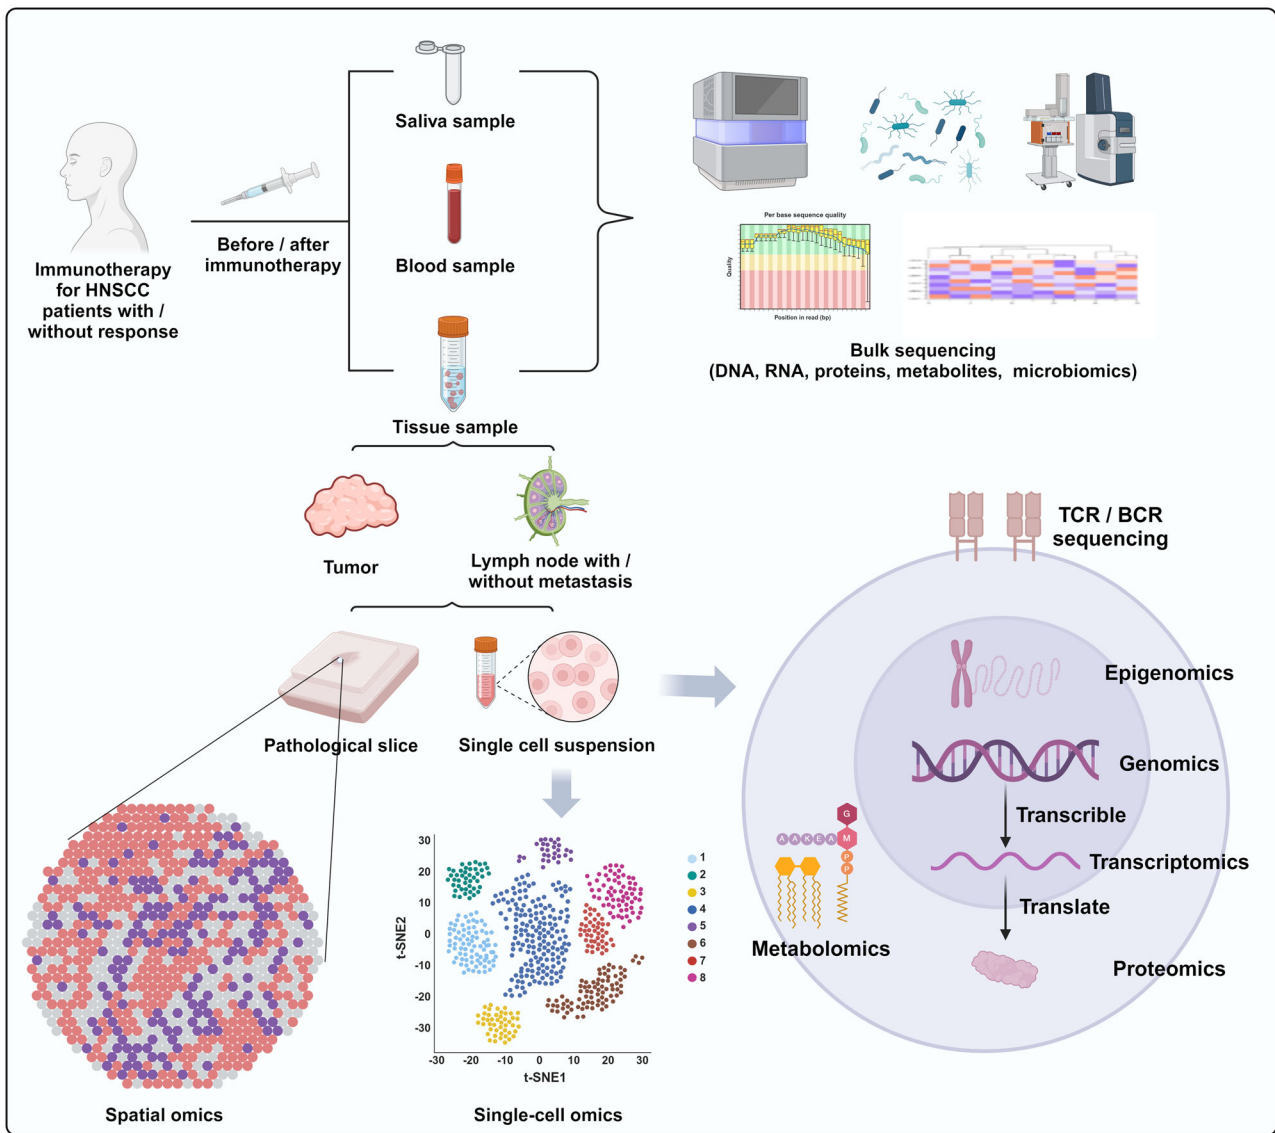 Saliva sample
Blood sample
Tissue sample
Immunotherapy
for HNSCC
patients with /
without response
Before / after
immunotherapy
Per base sequence quality
Quality
Position in read (bp)
Bulk sequencing
(DNA, RNA, proteins, metabolites, microbiomics)
Tumor
Lymph node with /
without metastasis
Pathological slice
Single cell suspension
Spatial omics
30
20
10
0
-10
-20
-30
t-SNE2
-30
-20
-10
0
10
20
30
t-SNE1
1
2
3
4
5
6
7
8
Single-cell omics
TCR / BCR
sequencing
Epigenomics
Genomics
Transcrible
Transcriptomics
Translate
Proteomics
G
A A K E A M
P
P
Metabolomics